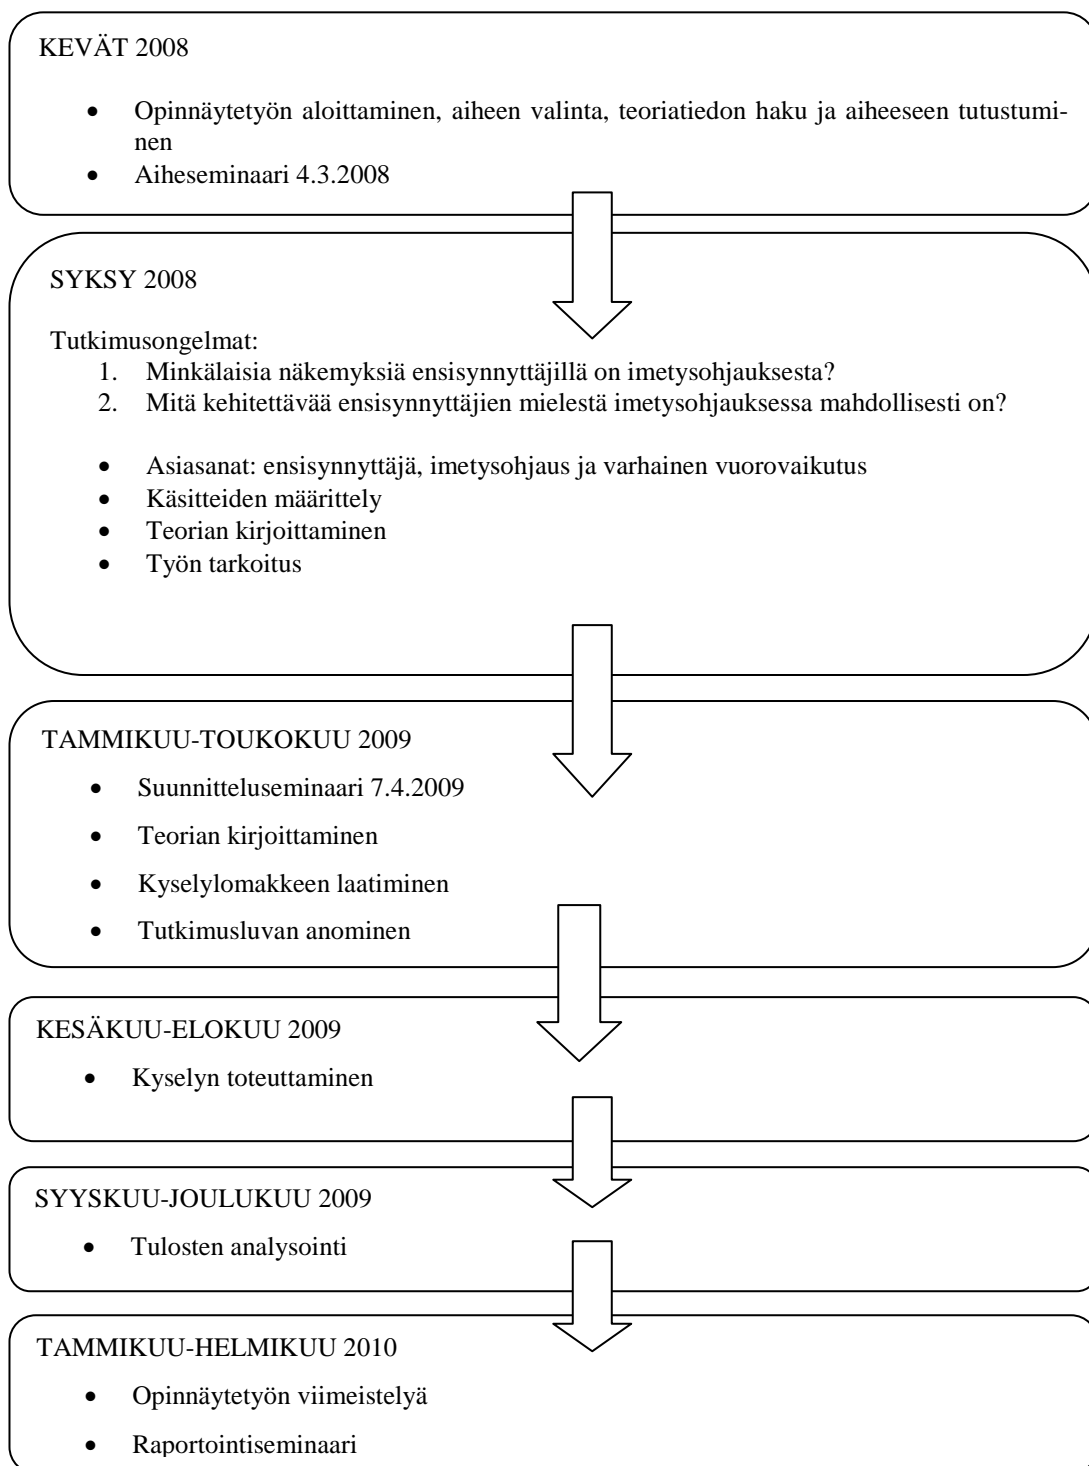 KEVÄT 2008
• Opinnäytetyön aloittaminen, aiheen valinta, teoriatiedon haku ja aiheeseen tutustumi-
nen
• Aiheseminaari 4.3.2008
SYKSY 2008
Tutkimusongelmat:
1. Minkälaisia näkemyksiä ensisynnyttäjillä on imetysohjauksesta?
2. Mitä kehitettävää ensisynnyttäjien mielestä imetysohjauksessa mahdollisesti on?
• Asiasanat: ensisynnyttäjä, imetysohjaus ja varhainen vuorovaikutus
• Käsitteiden määrittely
• Teorian kirjoittaminen
• Työn tarkoitus
TAMMIKUU-TOUKOKUU 2009
• Suunnitteluseminaari 7.4.2009
• Teorian kirjoittaminen
• Kyselylomakkeen laatiminen
• Tutkimusluvan anominen
KESÄKUU-ELOKUU 2009
• Kyselyn toteuttaminen
SYYSKUU-JOULUKUU 2009
• Tulosten analysointi
TAMMIKUU-HELMIKUU 2010
• Opinnäytetyön viimeistelyä
• Raportointiseminaari